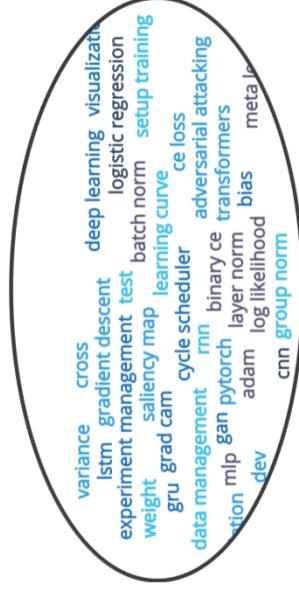 variance cross deep learning visualizati
lstm gradient descent logistic regression
experiment management test batch norm setup training
weight saliency map learning curve ce loss
gru grad cam cycle scheduler adversarial attacking
data management rnn binary ce transformers
mlp gan pytorch layer norm bias
ation adam log likelihood meta le
dev cnn group norm